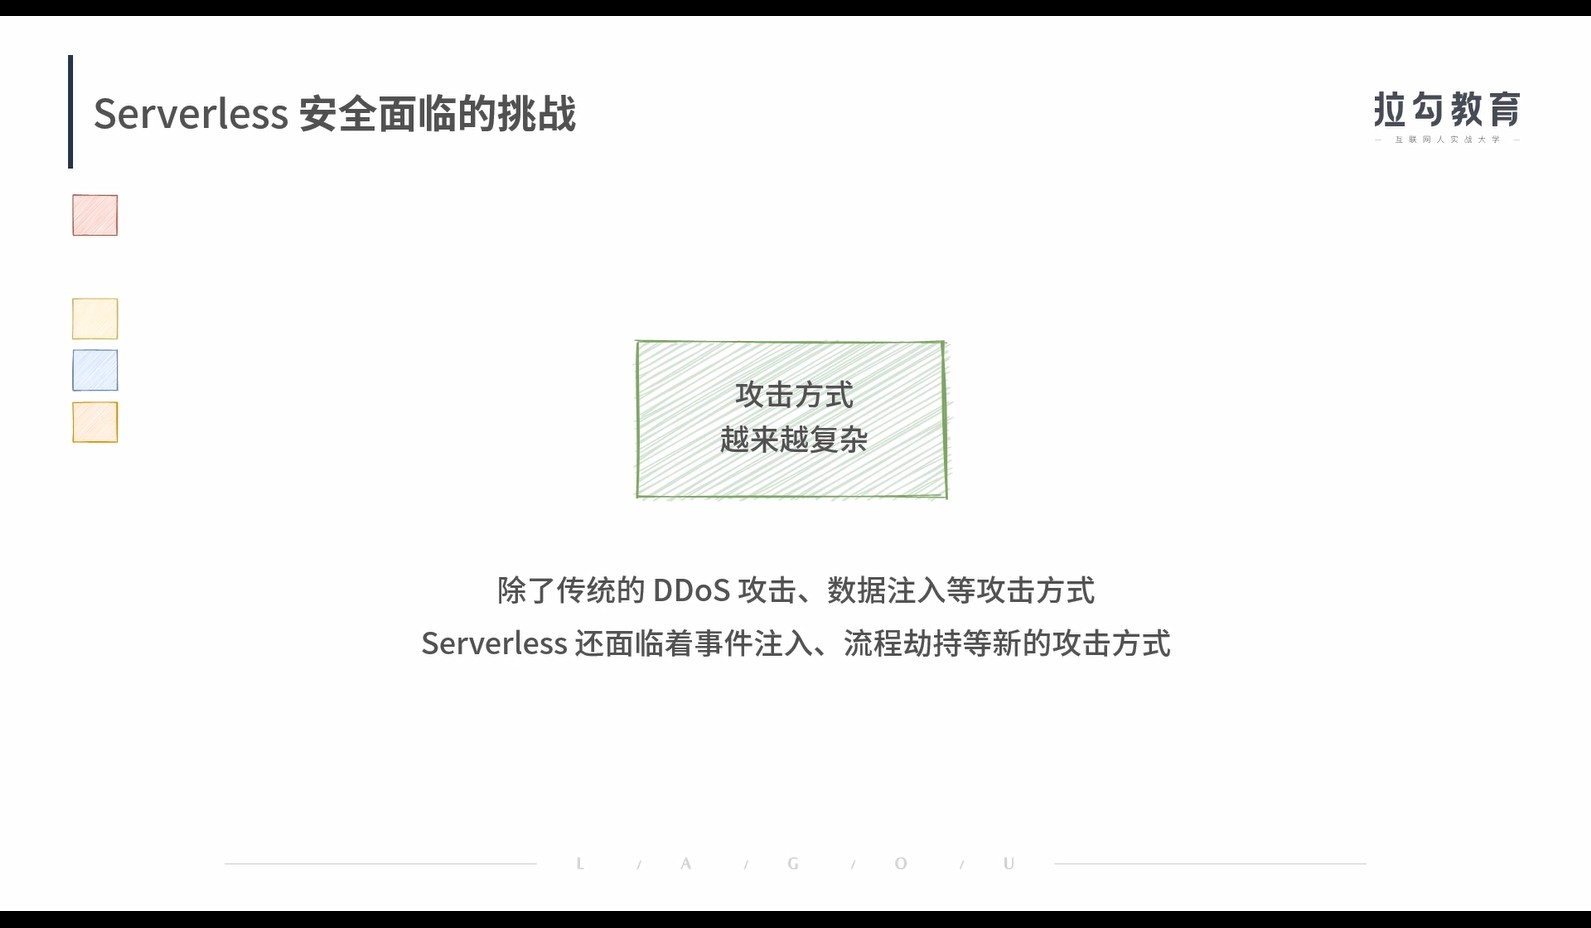 Serverless 安全面临的挑战
拉勾教育
— 互联网人实战大学 —
攻击方式
越来越复杂
除了传统的 DDoS 攻击、数据注入等攻击方式
Serverless 还面临着事件注入、流程劫持等新的攻击方式
L / A / G / O / U